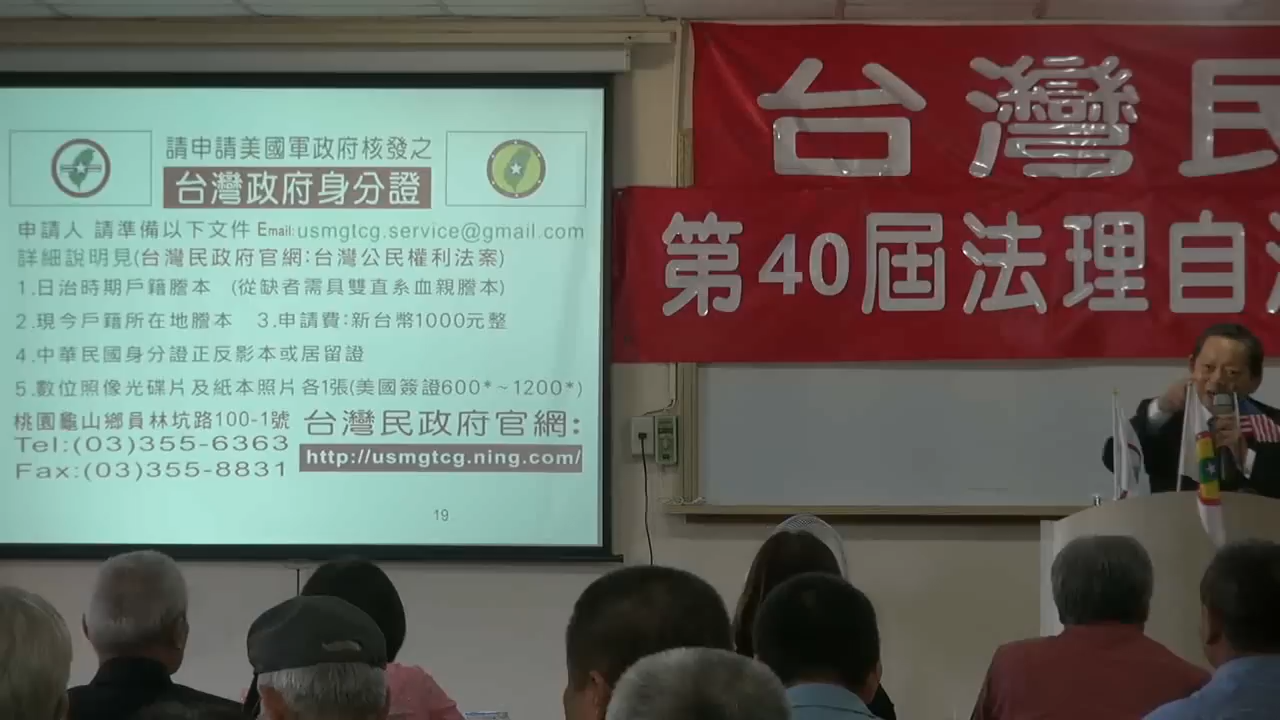 請申請美國軍政府核發之
台灣政府身分證
申請人 請準備以下文件 Email:usmgtcg.service@gmail.com
詳細說明見(台灣民政府官網:台灣公民權利法案)
1.日治時期戶籍謄本 (從缺者需具雙直系血親謄本)
2.現今戶籍所在地謄本 3.申請費:新台幣1000元整
4.中華民國身分證正反影本或居留證
5.數位照像光碟片及紙本照片各1張(美國簽證600*~1200*)
桃園龜山鄉員林坑路100-1號
Tel:(03)355-6363
Fax:(03)355-8831
台灣民政府官網:
http://usmgtcg.ning.com/
19
台灣民
第40屆法理自治